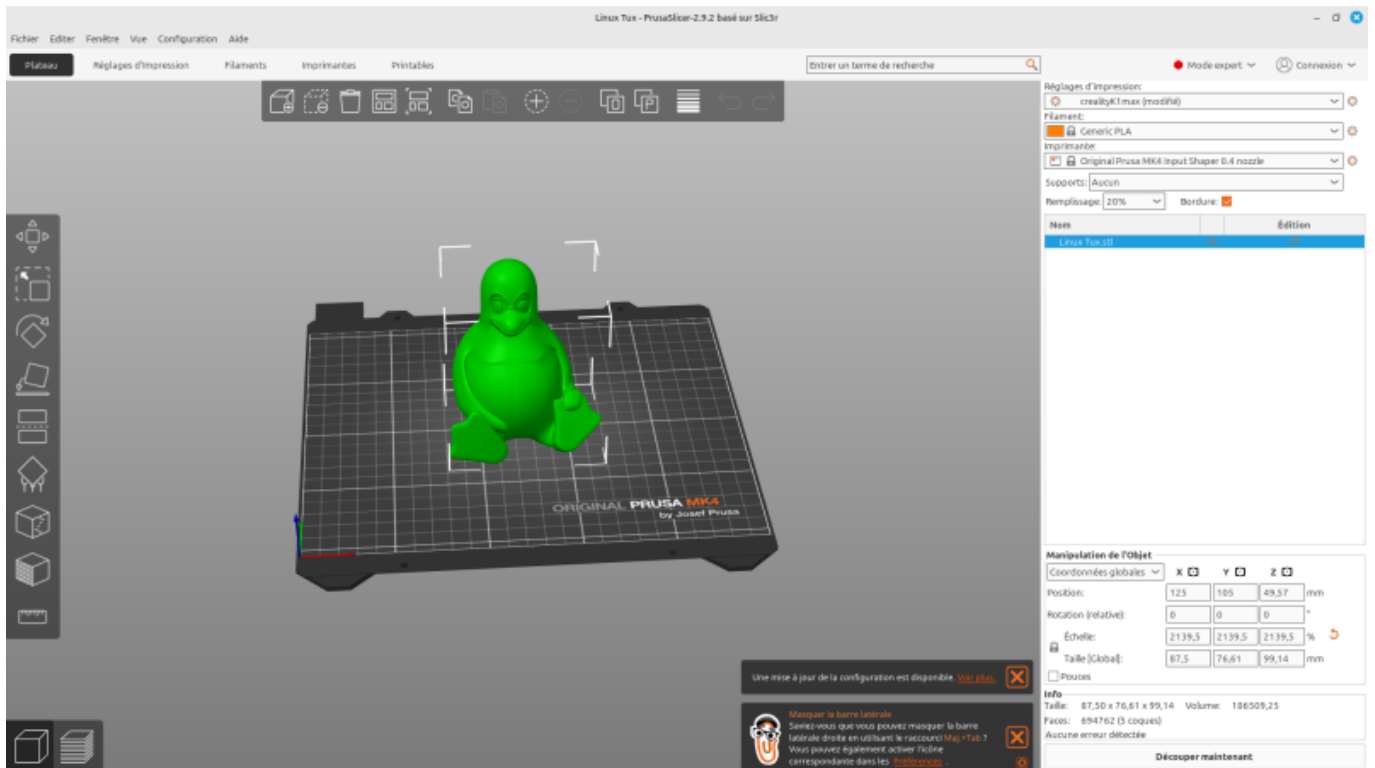 Linux Tux - PrusaSlicer-2.9.2 basé sur Slic3r
Fichier Editer Fenêtre Vue Configuration Aide
Plateau Réglages d'Impression Filaments Imprimantes Printables Entrer un terme de recherche Mode expert Connexion
Réglages d'Impression:
crealityK1max (modifié)
Filament:
Generic PLA
Imprimante:
Original Prusa MK4 Input Shaper 0.4 nozzle
Supports: Aucun
Remplissage: 20% Bordure:
Nom Édition
Linux Tux.stl
ORIGINAL PRUSA MK4
by Josef Prusa
Manipulation de l'Objet
Coordonnées globales X Y Z
Position: 125 105 49,57 mm
Rotation (relative): 0 0 0 °
Échelle: 2139,5 2139,5 2139,5 %
Taille [Global]: 87,5 76,61 99,14 mm
Pouces
Info
Taille: 87,50 x 76,61 x 99,14 Volume: 186509,25
Faces: 694762 (3 coques)
Aucune erreur détectée
Découper maintenant
Une mise à jour de la configuration est disponible. Voir plus.
Masquer la barre latérale
Saviez-vous que vous pouvez masquer la barre
latérale droite en utilisant le raccourci Maj.+Tab ?
Vous pouvez également activer l'icône
correspondante dans les Préférences .